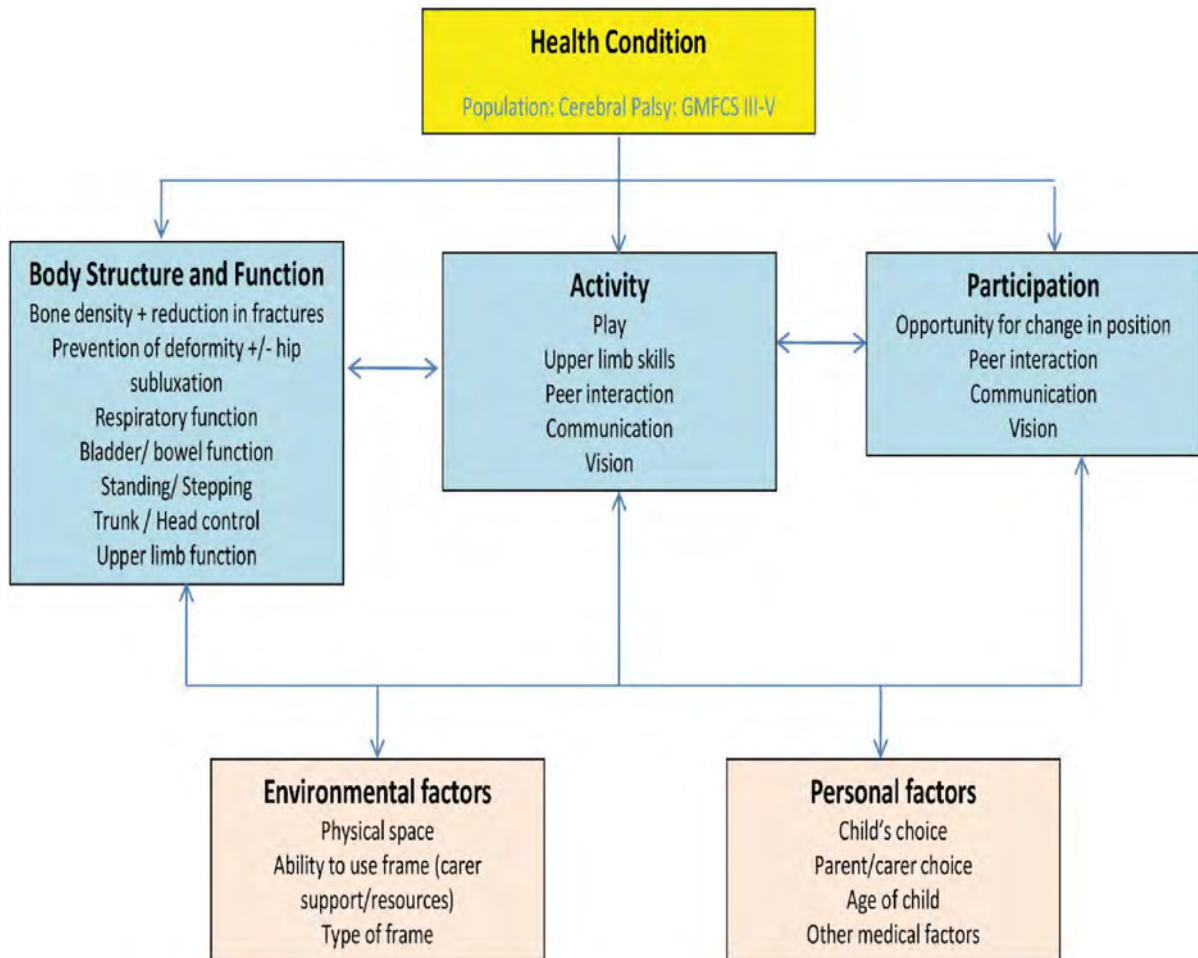 Health Condition
Population: Cerebral Palsy: GMFCS III-V
Body Structure and Function
Bone density + reduction in fractures
Prevention of deformity +/- hip
subluxation
Respiratory function
Bladder/ bowel function
Standing/ Stepping
Trunk / Head control
Upper limb function
Activity
Play
Upper limb skills
Peer interaction
Communication
Vision
Participation
Opportunity for change in position
Peer interaction
Communication
Vision
Environmental factors
Physical space
Ability to use frame (carer
support/resources)
Type of frame
Personal factors
Child's choice
Parent/carer choice
Age of child
Other medical factors